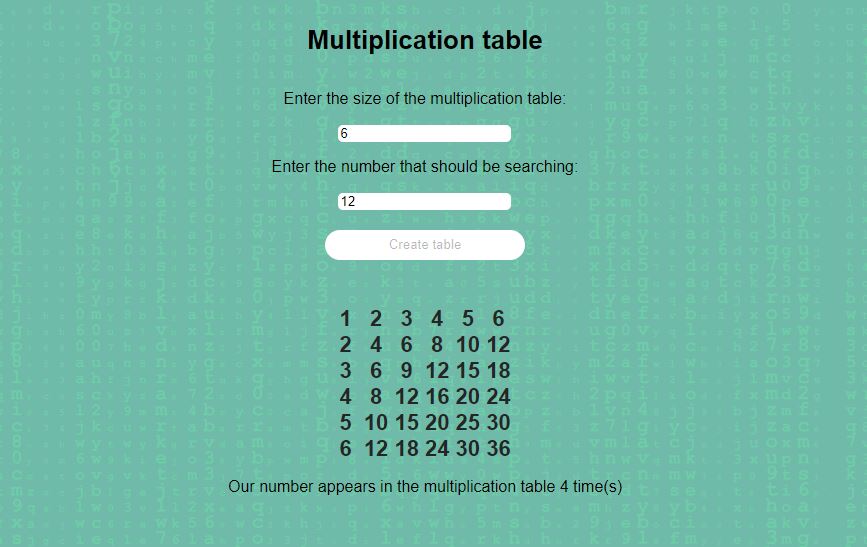 Multiplication table
Enter the size of the multiplication table:
6
Enter the number that should be searching:
12
Create table
1 2 3 4 5 6
2 4 6 8 10 12
3 6 9 12 15 18
4 8 12 16 20 24
5 10 15 20 25 30
6 12 18 24 30 36
Our number appears in the multiplication table 4 time(s)